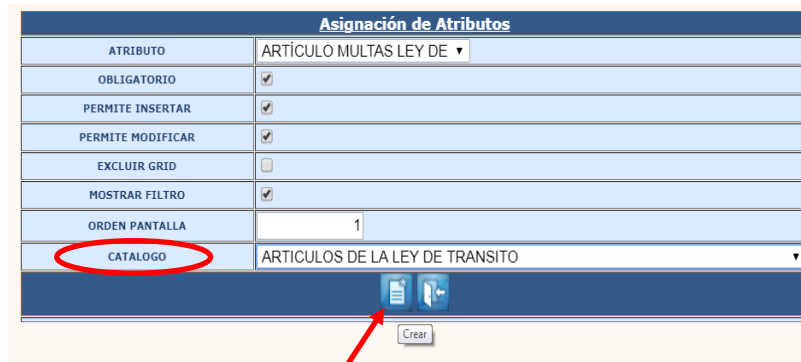 Asignación de Atributos
ATRIBUTO ARTÍCULO MULTAS LEY DE
OBLIGATORIO
PERMITE INSERTAR
PERMITE MODIFICAR
EXCLUIR GRID
MOSTRAR FILTRO
ORDEN PANTALLA 1
CATALOGO ARTICULOS DE LA LEY DE TRANSITO
Crear